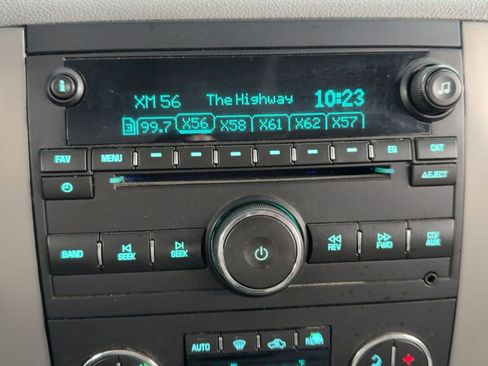 XM 56 The Highway 10:23
3 99.7 X56 X58 X61 X62 X57
FAV MENU EQ CAT
EJECT
BAND SEEK SEEK REV FWD CD/AUX
AUTO REAR